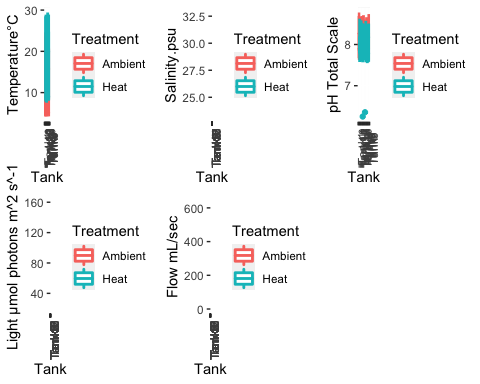 Temperature°C
30
20
10
Treatment
Ambient
Heat
Tank
Salinity.psu
32.5
30.0
27.5
25.0
Treatment
Ambient
Heat
Tank
pH Total Scale
8
7
Treatment
Ambient
Heat
Tank
Light μmol photons m^2 s^-1
160
120
80
40
Treatment
Ambient
Heat
Tank
Flow mL/sec
600
400
200
0
Treatment
Ambient
Heat
Tank